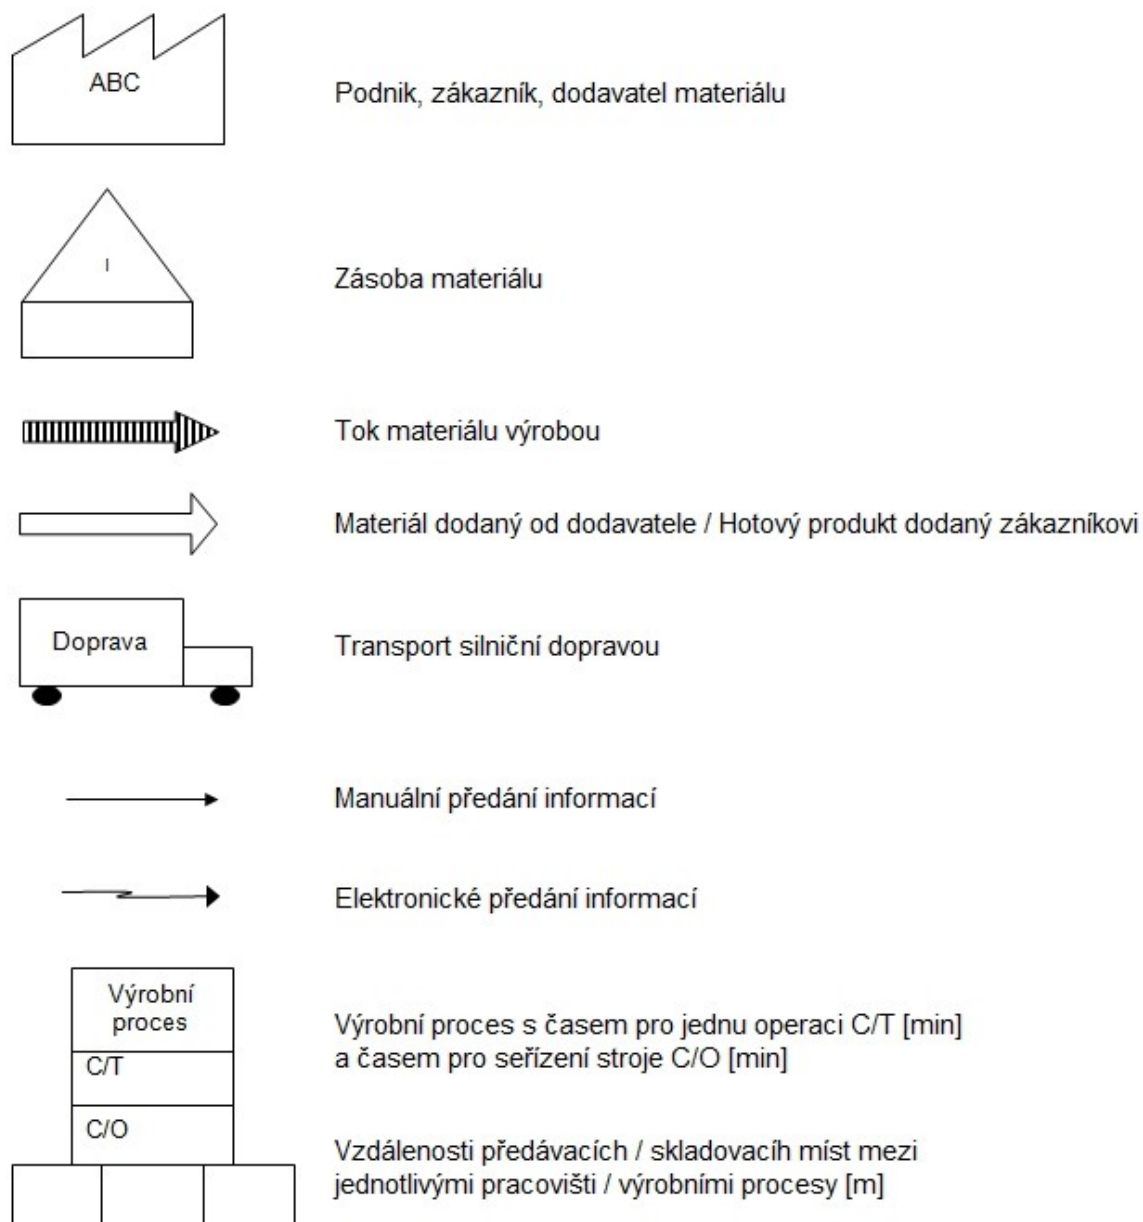 ABC
Podnik, zákazník, dodavatel materiálu
I
Zásoba materiálu
Tok materiálu výrobou
Materiál dodaný od dodavatele / Hotový produkt dodaný zákazníkovi
Doprava
Transport silniční dopravou
Manuální předání informací
Elektronické předání informací
Výrobní
proces
C/T
C/O
Výrobní proces s časem pro jednu operaci C/T [min]
a časem pro seřízení stroje C/O [min]
Vzdálenosti předávacích / skladovacíh míst mezi
jednotlivými pracovišti / výrobními procesy [m]